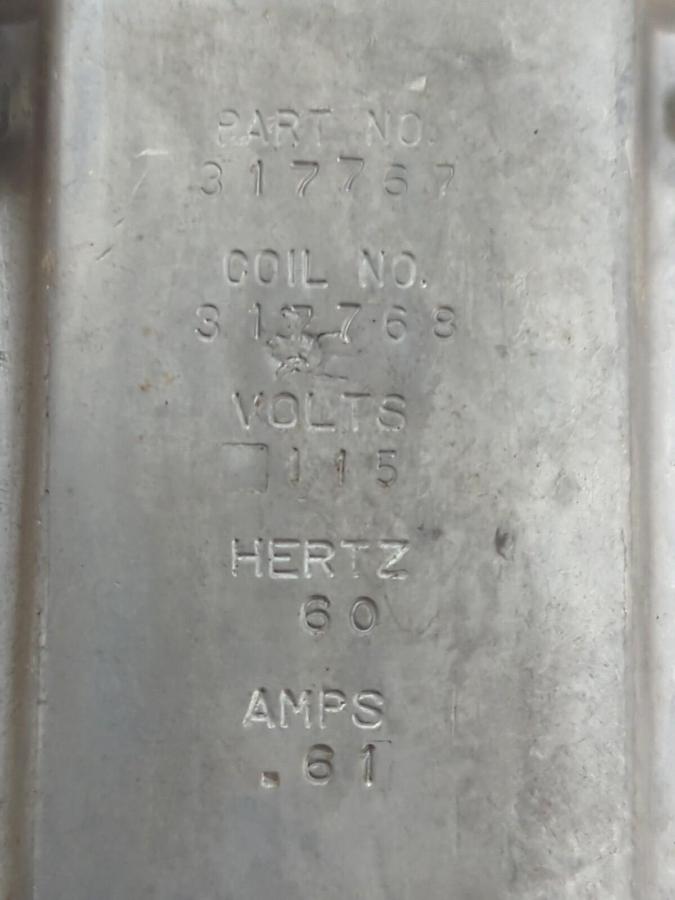 PART NO.
317767
COIL NO.
317768
VOLTS
115
HERTZ
60
AMPS
.61